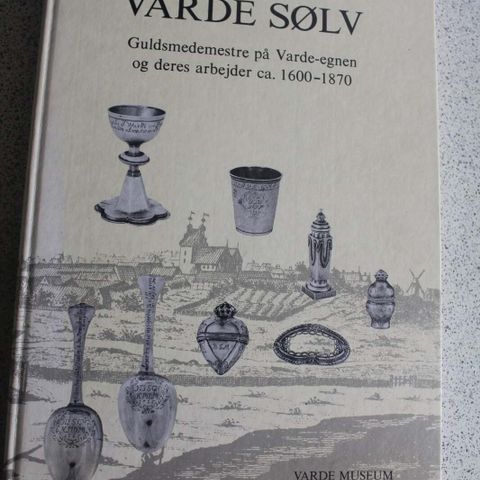 VARDE SØLV
Guldsmedemestre på Varde-egnen
og deres arbejder ca. 1600–1870
VARDE MUSEUM